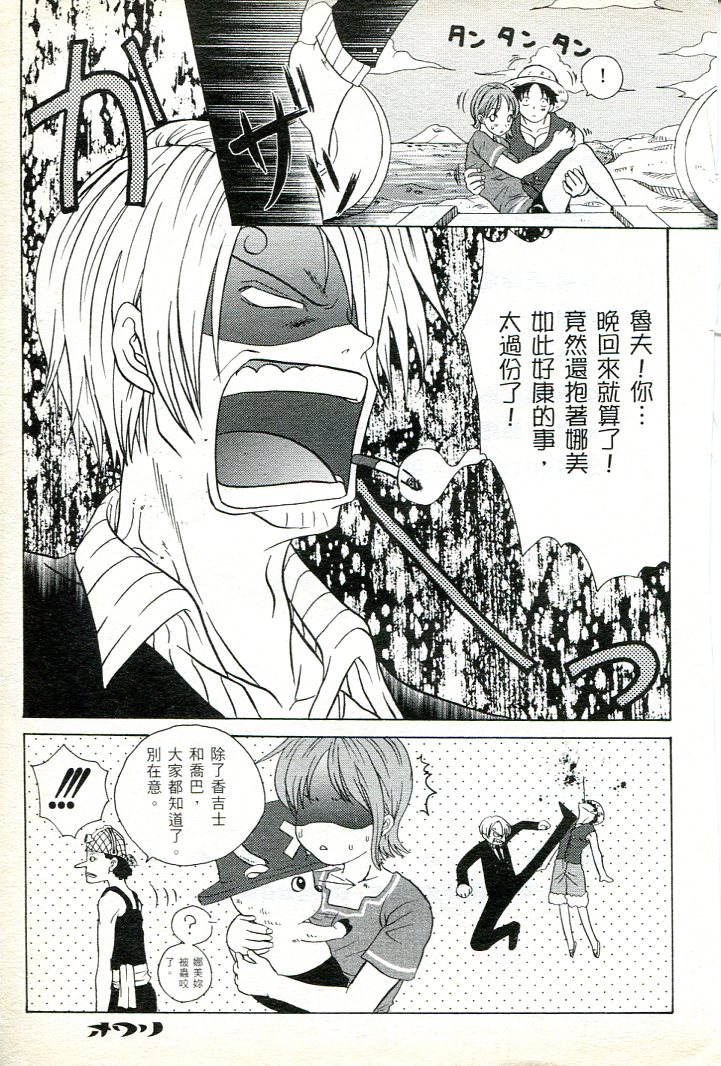 タンタンタン
！
ザッ
魯夫！你…
晚回來就算了！
竟然還抱著娜美
如此好康的事，
太過份了！
がーっ
除了香吉士
和喬巴，
大家都知道了。
別在意。
!!!
？
娜美妳
被蟲咬
了。
オワリ